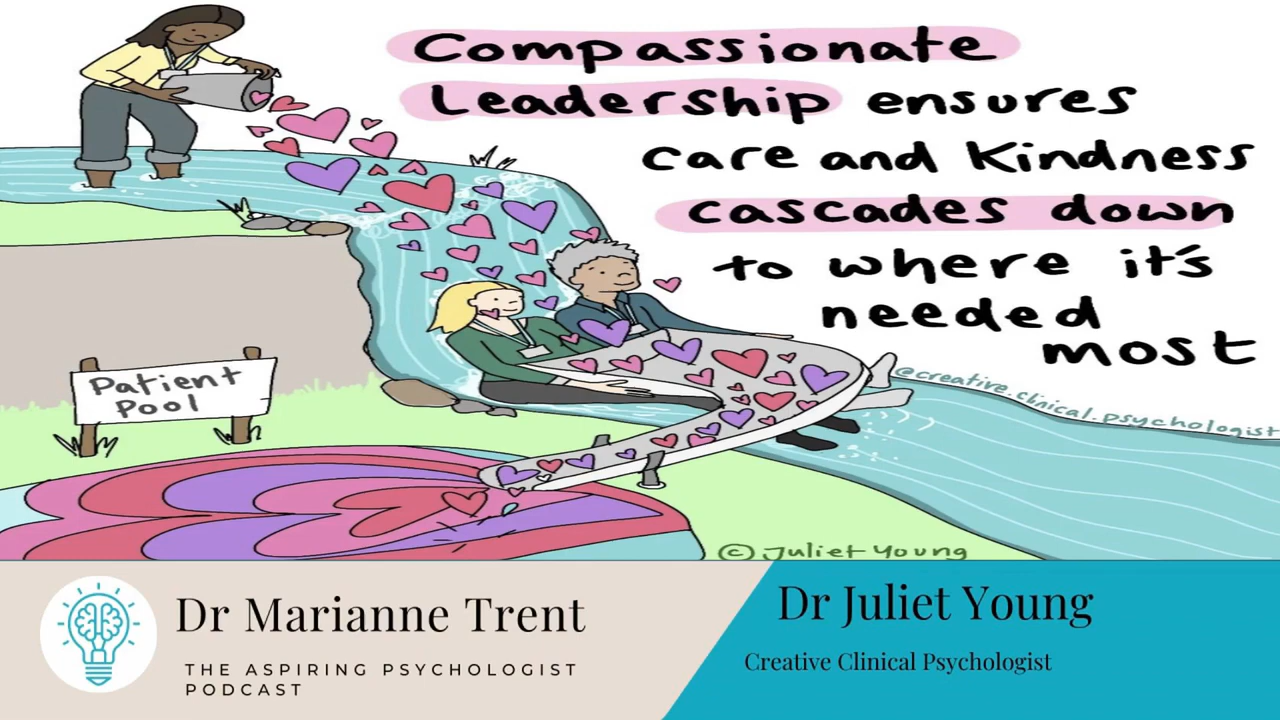 Compassionate
Leadership ensures
care and Kindness
cascades down
to where it's
needed
most
@creative.clinical.psychologist
Patient
Pool
© Juliet Young
Dr Marianne Trent
THE ASPIRING PSYCHOLOGIST
PODCAST
Dr Juliet Young
Creative Clinical Psychologist